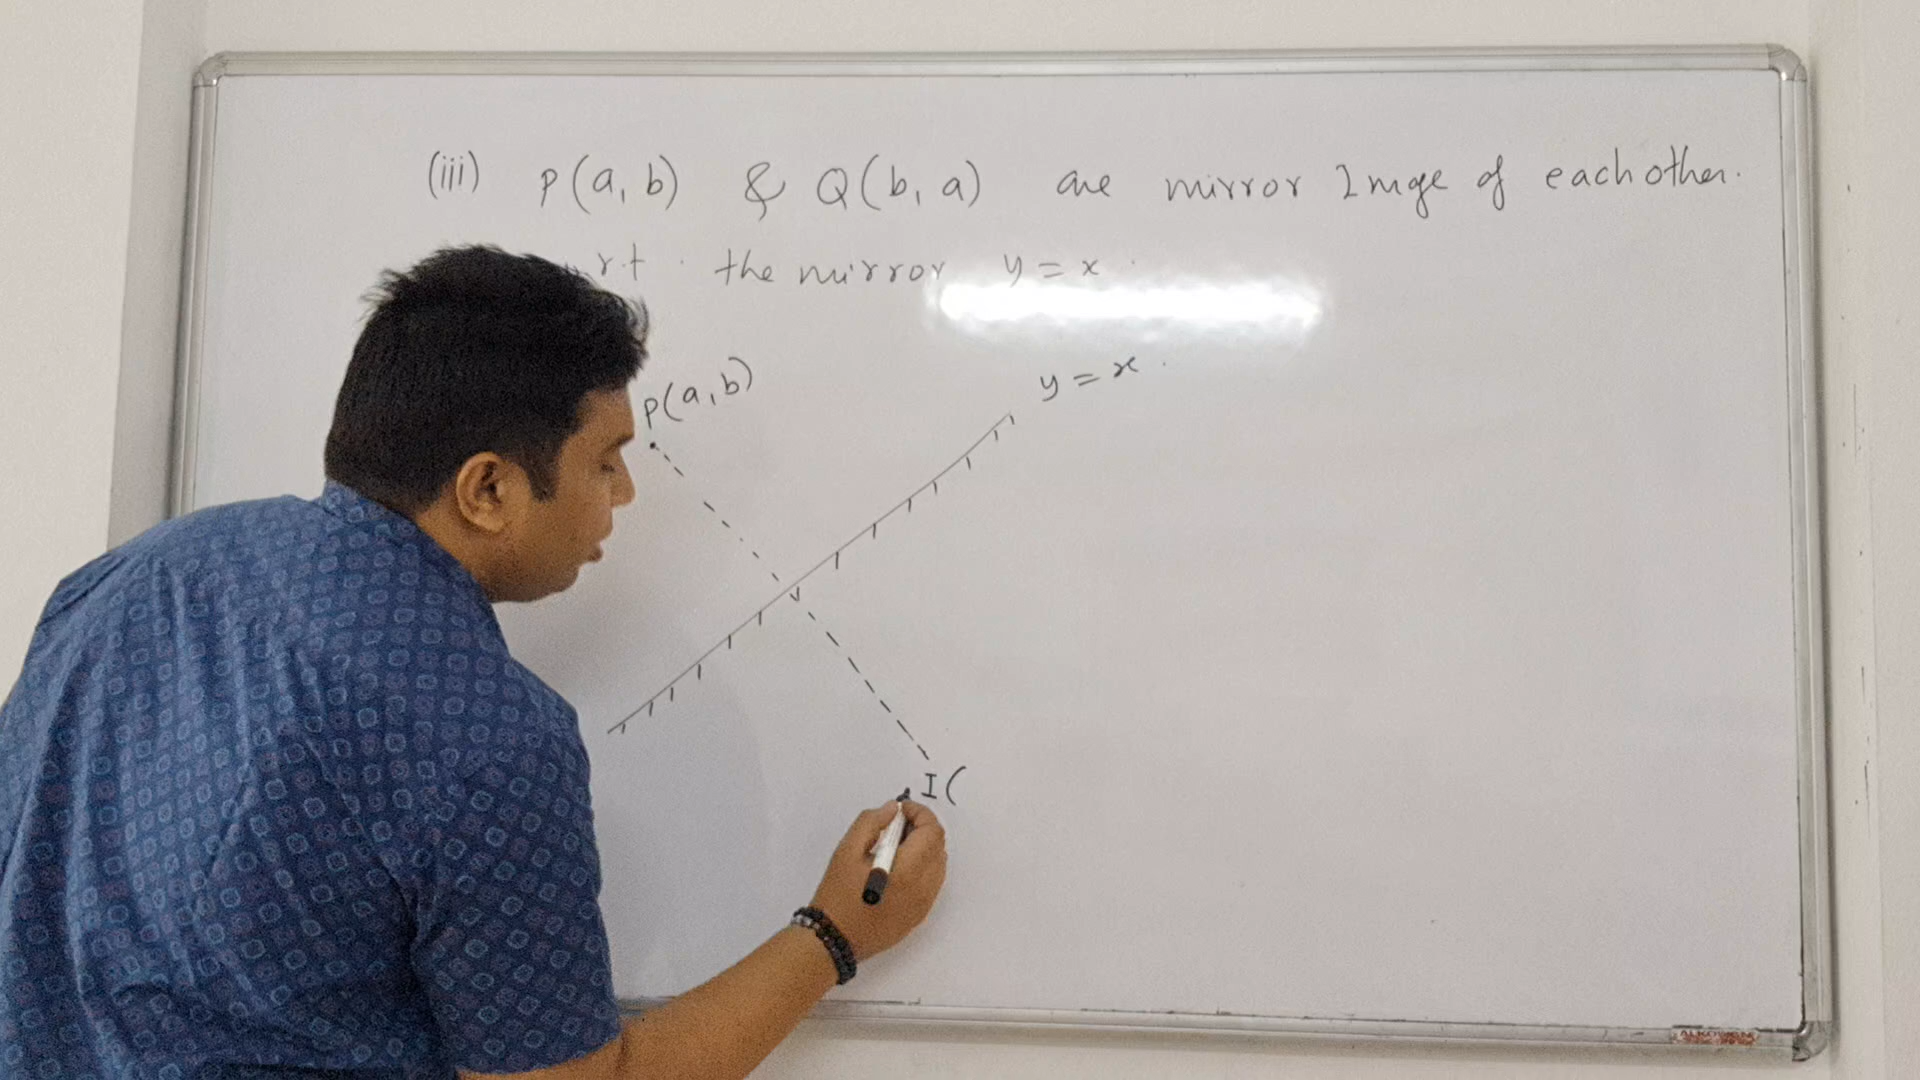 (iii) P(a, b) & Q(b, a) are mirror Image of each other.
w.r.t. the mirror y = x.
P(a, b)
y = x.
I(